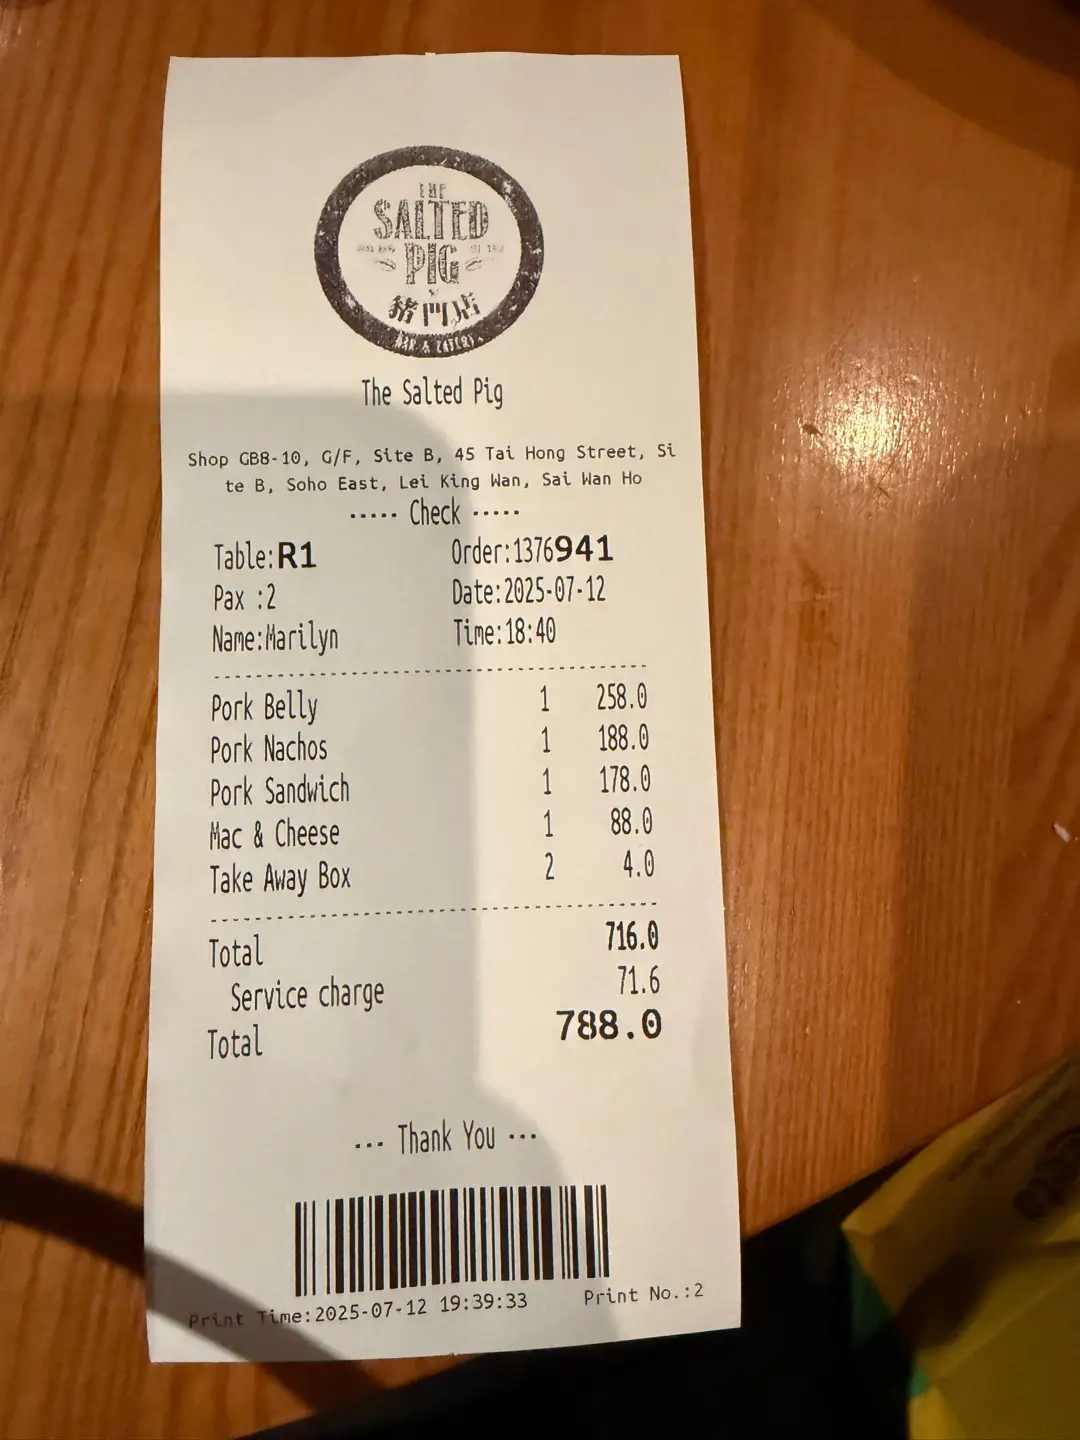 THE
SALTED
PIG
猪門店
BAR & EATERY
The Salted Pig
Shop GB8-10, G/F, Site B, 45 Tai Hong Street, Si
te B, Soho East, Lei King Wan, Sai Wan Ho
----- Check -----
Table:R1 Order:1376941
Pax :2 Date:2025-07-12
Name:Marilyn Time:18:40
Pork Belly 1 258.0
Pork Nachos 1 188.0
Pork Sandwich 1 178.0
Mac & Cheese 1 88.0
Take Away Box 2 4.0
Total 716.0
Service charge 71.6
Total 788.0
--- Thank You ---
Print Time:2025-07-12 19:39:33 Print No.:2